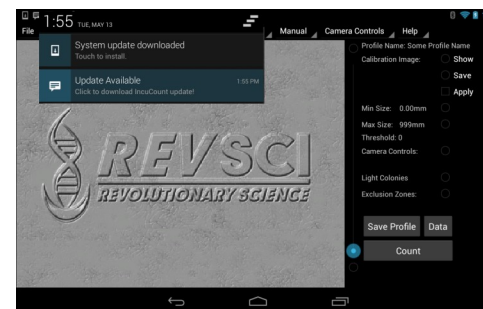 1:55 TUE, MAY 13
File
Manual
Camera Controls
Help
System update downloaded
Touch to install.
Update Available
1:55 PM
Click to download IncuCount update!
Profile Name: Some Profile Name
Calibration Image:
Show
Save
Apply
Min Size: 0.00mm
Max Size: 999mm
Threshold: 0
Camera Controls:
Light Colonies
Exclusion Zones:
Save Profile
Data
Count
REVSCI
REVOLUTIONARY SCIENCE